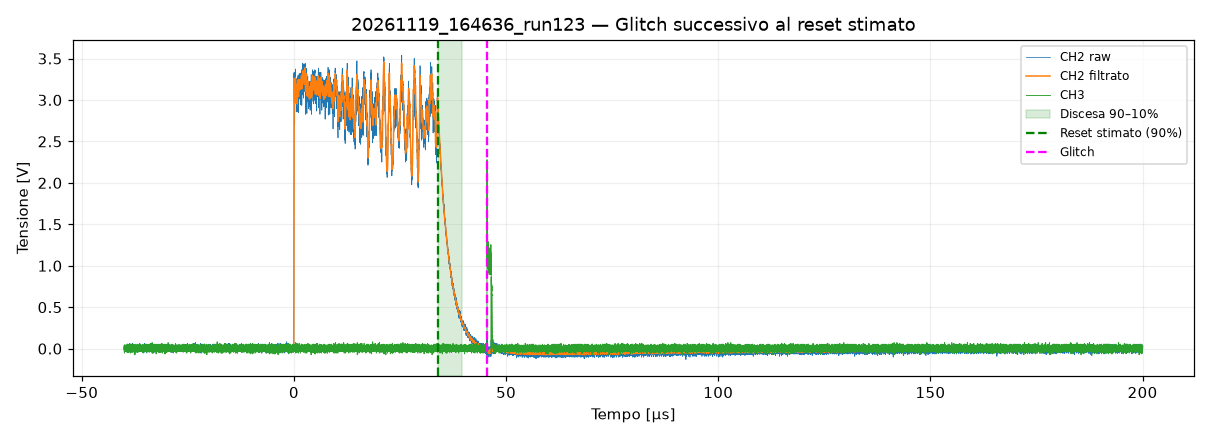 20261119_164636_run123 — Glitch successivo al reset stimato
Tensione [V]
3.5
3.0
2.5
2.0
1.5
1.0
0.5
0.0
CH2 raw
CH2 filtrato
CH3
Discesa 90–10%
Reset stimato (90%)
Glitch
−50
0
50
100
150
200
Tempo [µs]